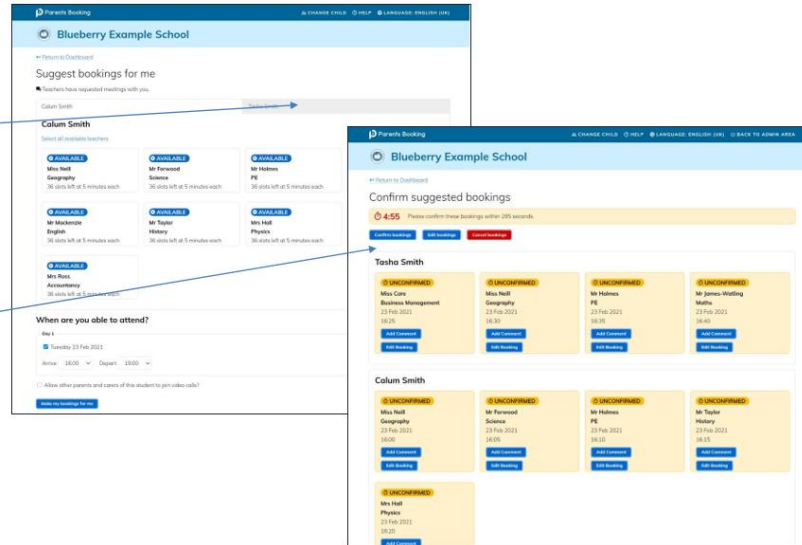 Parents Booking
CHANGE CHILD HELP LANGUAGE: ENGLISH (UK)
Blueberry Example School
Return to Dashboard
Suggest bookings for me
Teachers have requested meetings with you.
Calum Smith Tasha Smith
Calum Smith
Select all available teachers
AVAILABLE AVAILABLE AVAILABLE
Miss Neill Mr Forwood Mr Holmes
Geography Science PE
36 slots left at 5 minutes each 36 slots left at 5 minutes each 36 slots left at 5 minutes each
AVAILABLE AVAILABLE AVAILABLE
Mr Mackenzie Mr Taylor Mrs Hall
English History Physics
36 slots left at 5 minutes each 36 slots left at 5 minutes each 36 slots left at 5 minutes each
AVAILABLE
Mrs Ross
Accountancy
36 slots left at 5 minutes each
When are you able to attend?
Day 1
Tuesday 23 Feb 2021
Arrive: 16:00 Depart: 19:00
Allow other parents and carers of this student to join video calls?
Make my bookings for me
Parents Booking
CHANGE CHILD HELP LANGUAGE: ENGLISH (UK) BACK TO ADMIN AREA
Blueberry Example School
Return to Dashboard
Confirm suggested bookings
4:55 Please confirm these bookings within 295 seconds.
Confirm bookings Edit bookings Cancel bookings
Tasha Smith
UNCONFIRMED UNCONFIRMED UNCONFIRMED UNCONFIRMED
Miss Care Miss Neill Mr Holmes Mr James-Watling
Business Management Geography PE Maths
23 Feb 2021 23 Feb 2021 23 Feb 2021 23 Feb 2021
16:25 16:30 16:35 16:40
Add Comment Add Comment Add Comment Add Comment
Edit Booking Edit Booking Edit Booking Edit Booking
Calum Smith
UNCONFIRMED UNCONFIRMED UNCONFIRMED UNCONFIRMED
Miss Neill Mr Forwood Mr Holmes Mr Taylor
Geography Science PE History
23 Feb 2021 23 Feb 2021 23 Feb 2021 23 Feb 2021
16:00 16:05 16:10 16:15
Add Comment Add Comment Add Comment Add Comment
Edit Booking Edit Booking Edit Booking Edit Booking
UNCONFIRMED
Mrs Hall
Physics
23 Feb 2021
16:20
Add Comment